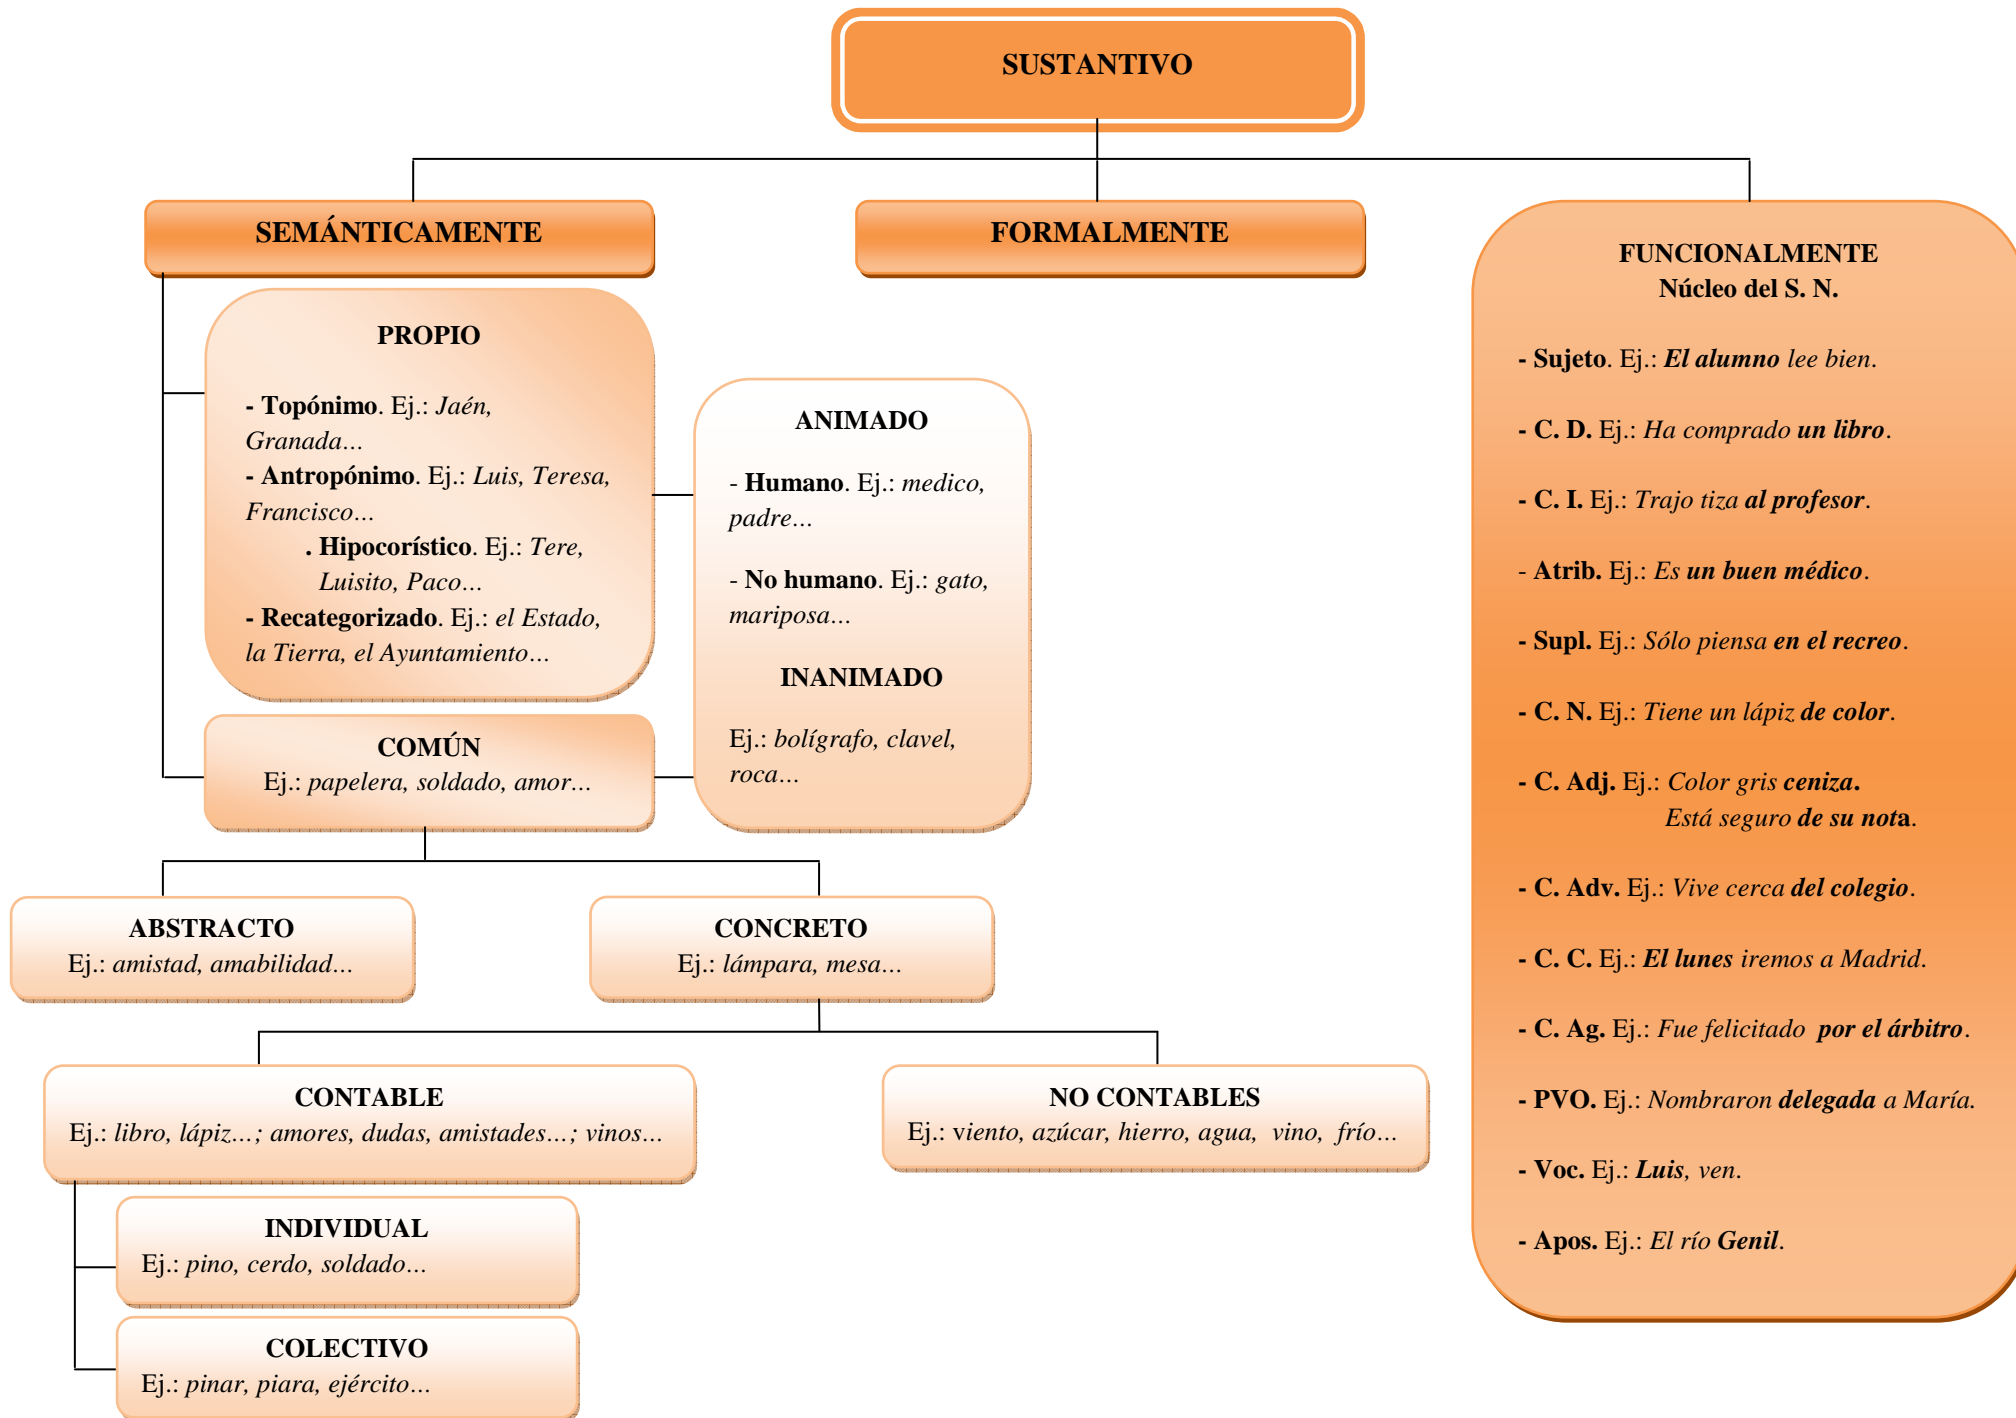 SUSTANTIVO
SEMÁNTICAMENTE
PROPIO
- Topónimo. Ej.: Jaén,
Granada…
- Antropónimo. Ej.: Luis, Teresa,
Francisco…
. Hipocorístico. Ej.: Tere,
Luisito, Paco…
- Recategorizado. Ej.: el Estado,
la Tierra, el Ayuntamiento…
COMÚN
Ej.: papelera, soldado, amor…
ANIMADO
- Humano. Ej.: medico,
padre…
- No humano. Ej.: gato,
mariposa…
INANIMADO
Ej.: bolígrafo, clavel,
roca…
ABSTRACTO
Ej.: amistad, amabilidad…
CONCRETO
Ej.: lámpara, mesa…
CONTABLE
Ej.: libro, lápiz…; amores, dudas, amistades…; vinos…
NO CONTABLES
Ej.: viento, azúcar, hierro, agua, vino, frío…
INDIVIDUAL
Ej.: pino, cerdo, soldado…
COLECTIVO
Ej.: pinar, piara, ejército…
FORMALMENTE
FUNCIONALMENTE
Núcleo del S. N.
- Sujeto. Ej.: El alumno lee bien.
- C. D. Ej.: Ha comprado un libro.
- C. I. Ej.: Trajo tiza al profesor.
- Atrib. Ej.: Es un buen médico.
- Supl. Ej.: Sólo piensa en el recreo.
- C. N. Ej.: Tiene un lápiz de color.
- C. Adj. Ej.: Color gris ceniza.
Está seguro de su nota.
- C. Adv. Ej.: Vive cerca del colegio.
- C. C. Ej.: El lunes iremos a Madrid.
- C. Ag. Ej.: Fue felicitado por el árbitro.
- PVO. Ej.: Nombraron delegada a María.
- Voc. Ej.: Luis, ven.
- Apos. Ej.: El río Genil.